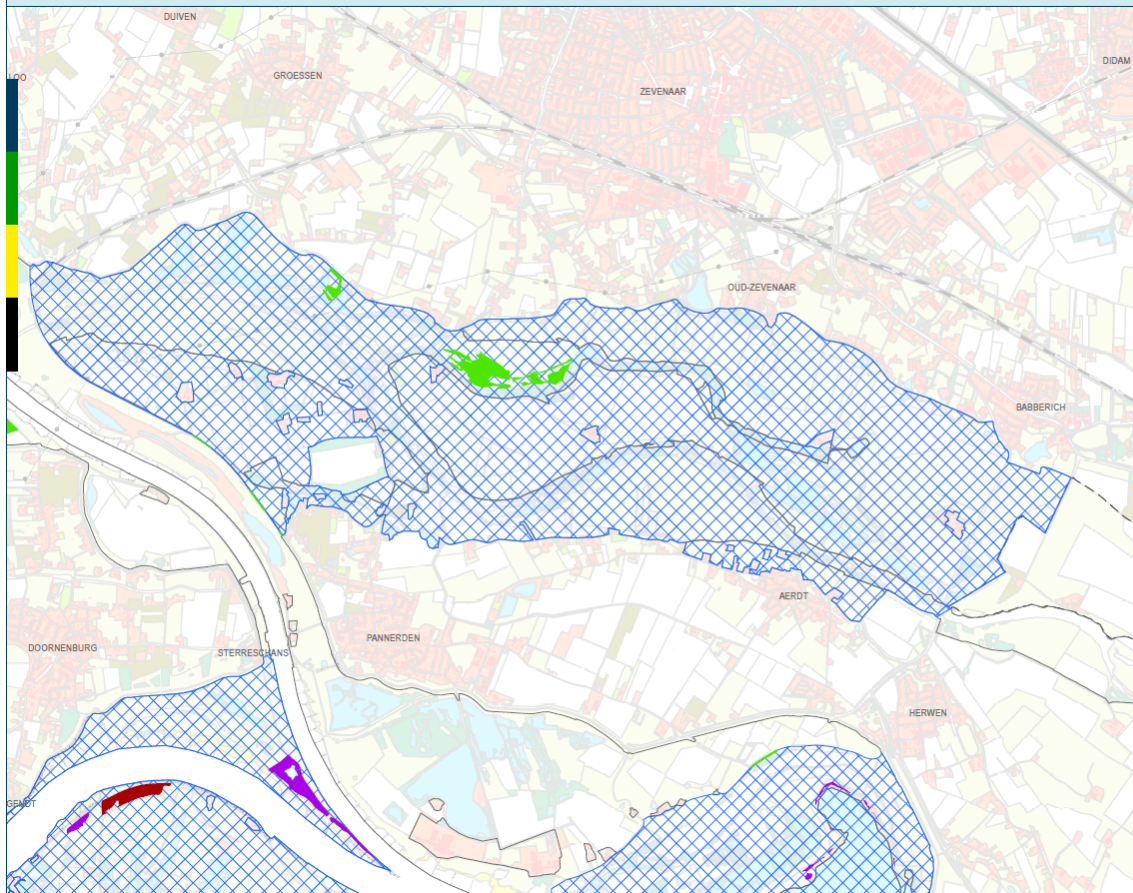 DUIVEN
LOO
GROESSEN
ZEVENAAR
DIDAM
OUD-ZEVENAAR
BABBERICH
AERDT
PANNERDEN
DOORNENBURG
STERRESCHANS
HERWEN
GENDT